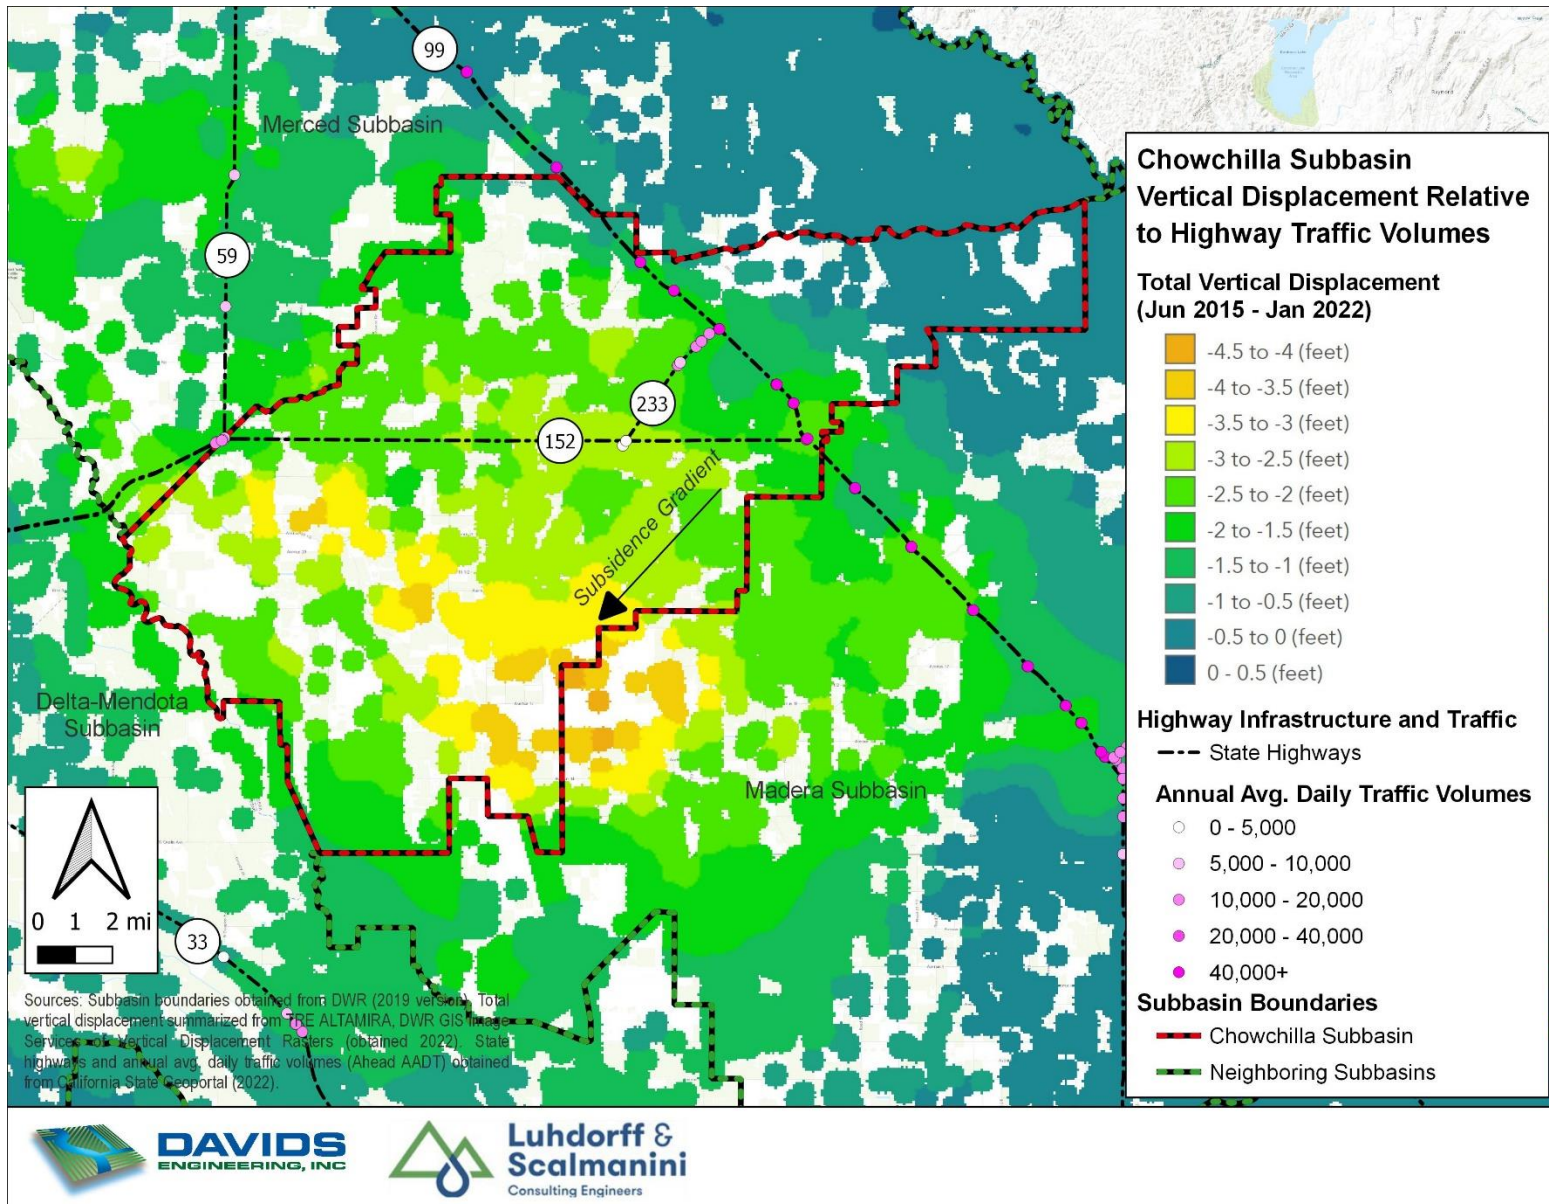 99
Merced Subbasin
59
233
152
Subsidence Gradient
Delta-Mendota
Subbasin
Madera Subbasin
33
0 1 2 mi
Sources: Subbasin boundaries obtained from DWR (2019 version). Total
vertical displacement summarized from TRE ALTAMIRA, DWR GIS Image
Services of Vertical Displacement Rasters (obtained 2022). State
highways and annual avg. daily traffic volumes (Ahead AADT) obtained
from California State Geoportal (2022).
Chowchilla Subbasin
Vertical Displacement Relative
to Highway Traffic Volumes
Total Vertical Displacement
(Jun 2015 - Jan 2022)
-4.5 to -4 (feet)
-4 to -3.5 (feet)
-3.5 to -3 (feet)
-3 to -2.5 (feet)
-2.5 to -2 (feet)
-2 to -1.5 (feet)
-1.5 to -1 (feet)
-1 to -0.5 (feet)
-0.5 to 0 (feet)
0 - 0.5 (feet)
Highway Infrastructure and Traffic
State Highways
Annual Avg. Daily Traffic Volumes
0 - 5,000
5,000 - 10,000
10,000 - 20,000
20,000 - 40,000
40,000+
Subbasin Boundaries
Chowchilla Subbasin
Neighboring Subbasins
DAVIDS
ENGINEERING, INC
Luhdorff &
Scalmanini
Consulting Engineers